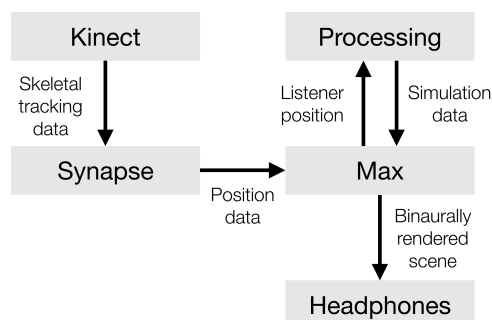 Kinect
Processing
Skeletal
tracking
data
Listener
position
Simulation
data
Synapse
Max
Position
data
Binaurally
rendered
scene
Headphones